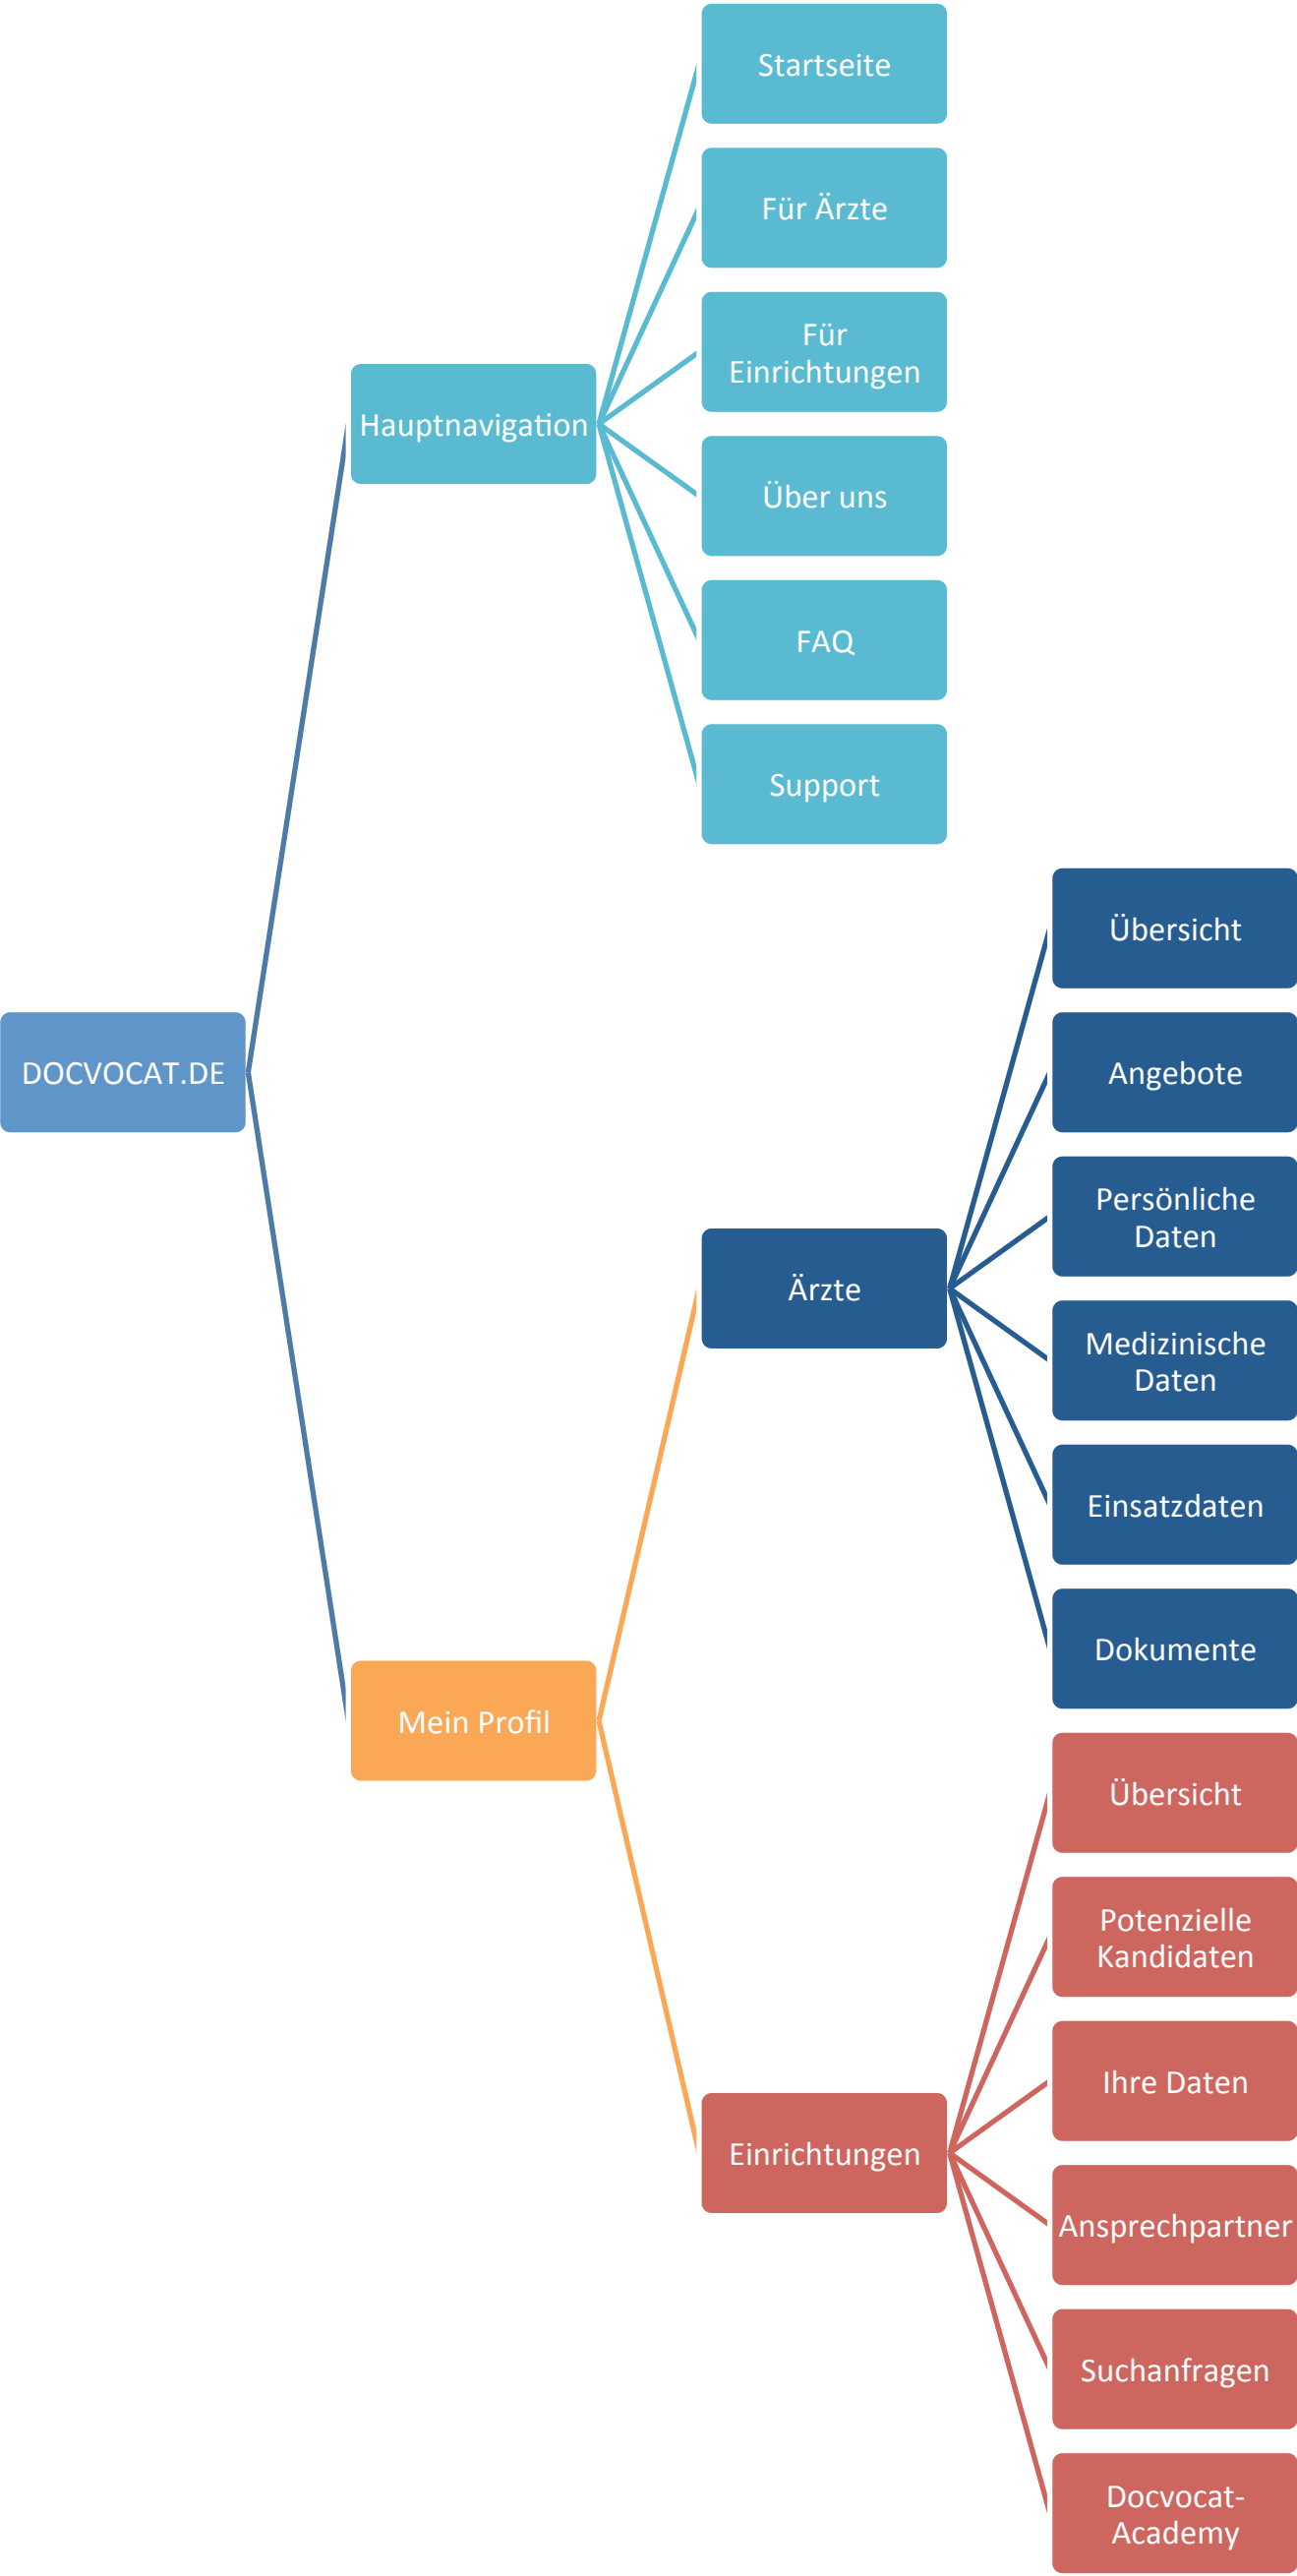 Startseite
Für Ärzte
Für
Einrichtungen
Hauptnavigation
Über uns
FAQ
Support
DOCVOCAT.DE
Übersicht
Angebote
Persönliche
Daten
Ärzte
Medizinische
Daten
Einsatzdaten
Dokumente
Mein Profil
Übersicht
Potenzielle
Kandidaten
Ihre Daten
Einrichtungen
Ansprechpartner
Suchanfragen
Docvocat-
Academy